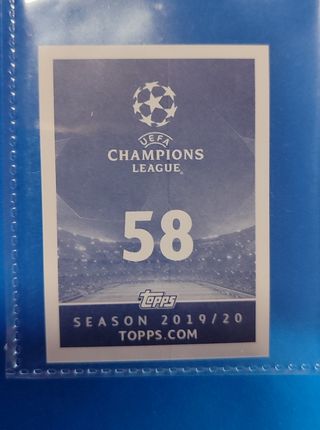 UEFA
CHAMPIONS
LEAGUE
58
topps
SEASON 2019/20
TOPPS.COM